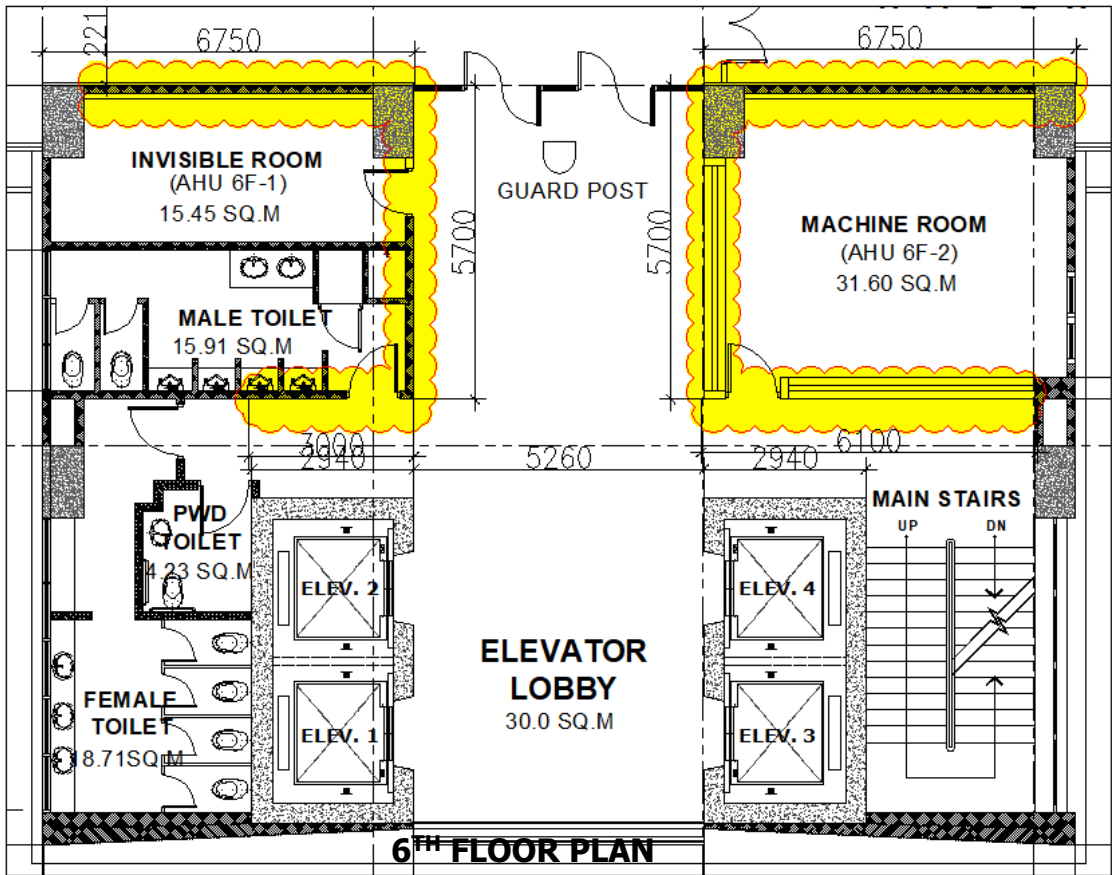 6750
6750
221
INVISIBLE ROOM
(AHU 6F-1)
15.45 SQ.M
GUARD POST
MACHINE ROOM
(AHU 6F-2)
31.60 SQ.M
5700
5700
MALE TOILET
15.91 SQ.M
3000
2940
5260
2940
6100
MAIN STAIRS
UP
DN
PWD
TOILET
4.23 SQ.M
ELEV. 2
ELEV. 4
ELEVATOR
LOBBY
30.0 SQ.M
FEMALE
TOILET
18.71SQ.M
ELEV. 1
ELEV. 3
6TH FLOOR PLAN